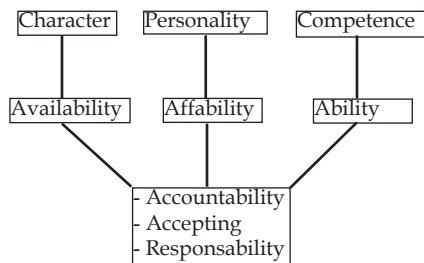 Character
Personality
Competence
Availability
Affability
Ability
- Accountability
- Accepting
- Responsability